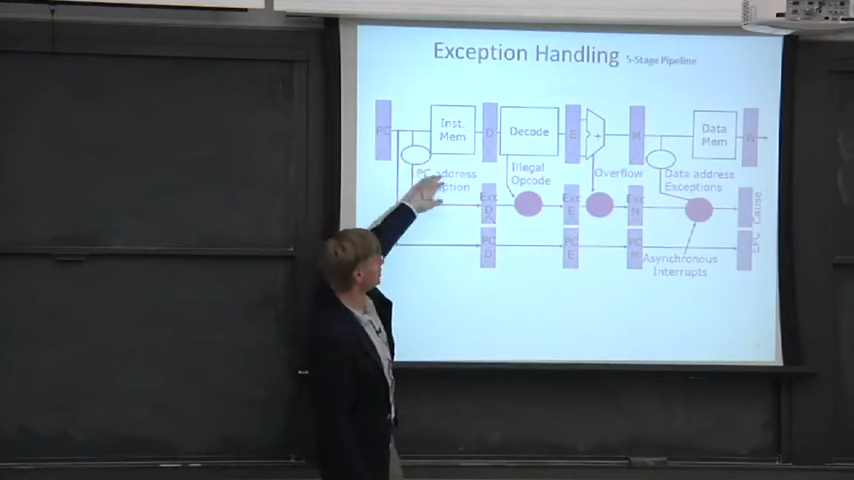 Exception Handling 5-Stage Pipeline
PC
Inst.
Mem
D
Decode
E
+
M
Data
Mem
W
PC address
Illegal
Opcode
Overflow
Data address
Exceptions
Exc
D
Exc
E
Exc
M
Cause
PC
D
PC
E
PC
M
EPC
Asynchronous
Interrupts